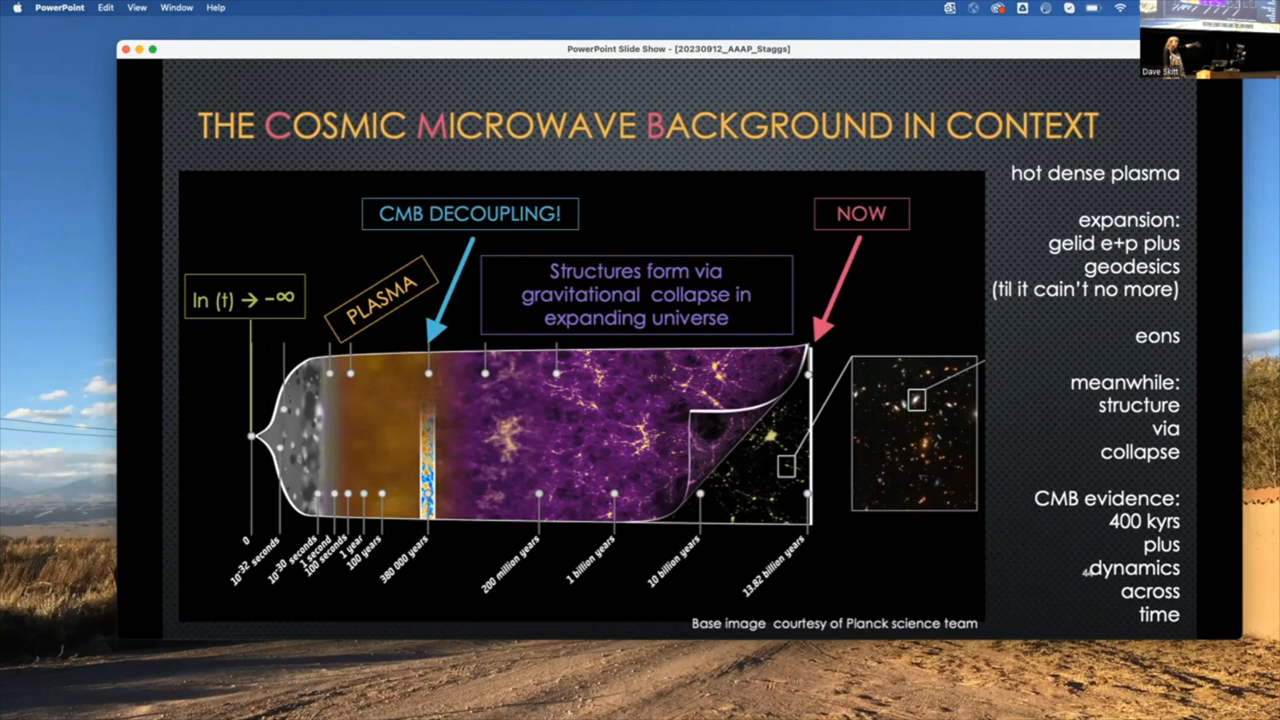 PowerPoint Edit View Window Help
Dave Skitt
PowerPoint Slide Show - [20230912_AAAP_Staggs]
THE COSMIC MICROWAVE BACKGROUND IN CONTEXT
CMB DECOUPLING!
NOW
ln (t) → -∞
PLASMA
Structures form via
gravitational collapse in
expanding universe
0
10-32 seconds
10-30 seconds
1 second
100 seconds
1 year
100 years
380 000 years
200 million years
1 billion years
10 billion years
13.82 billion years
Base image courtesy of Planck science team
hot dense plasma
expansion:
gelid e+p plus
geodesics
(til it cain't no more)
eons
meanwhile:
structure
via
collapse
CMB evidence:
400 kyrs
plus
dynamics
across
time